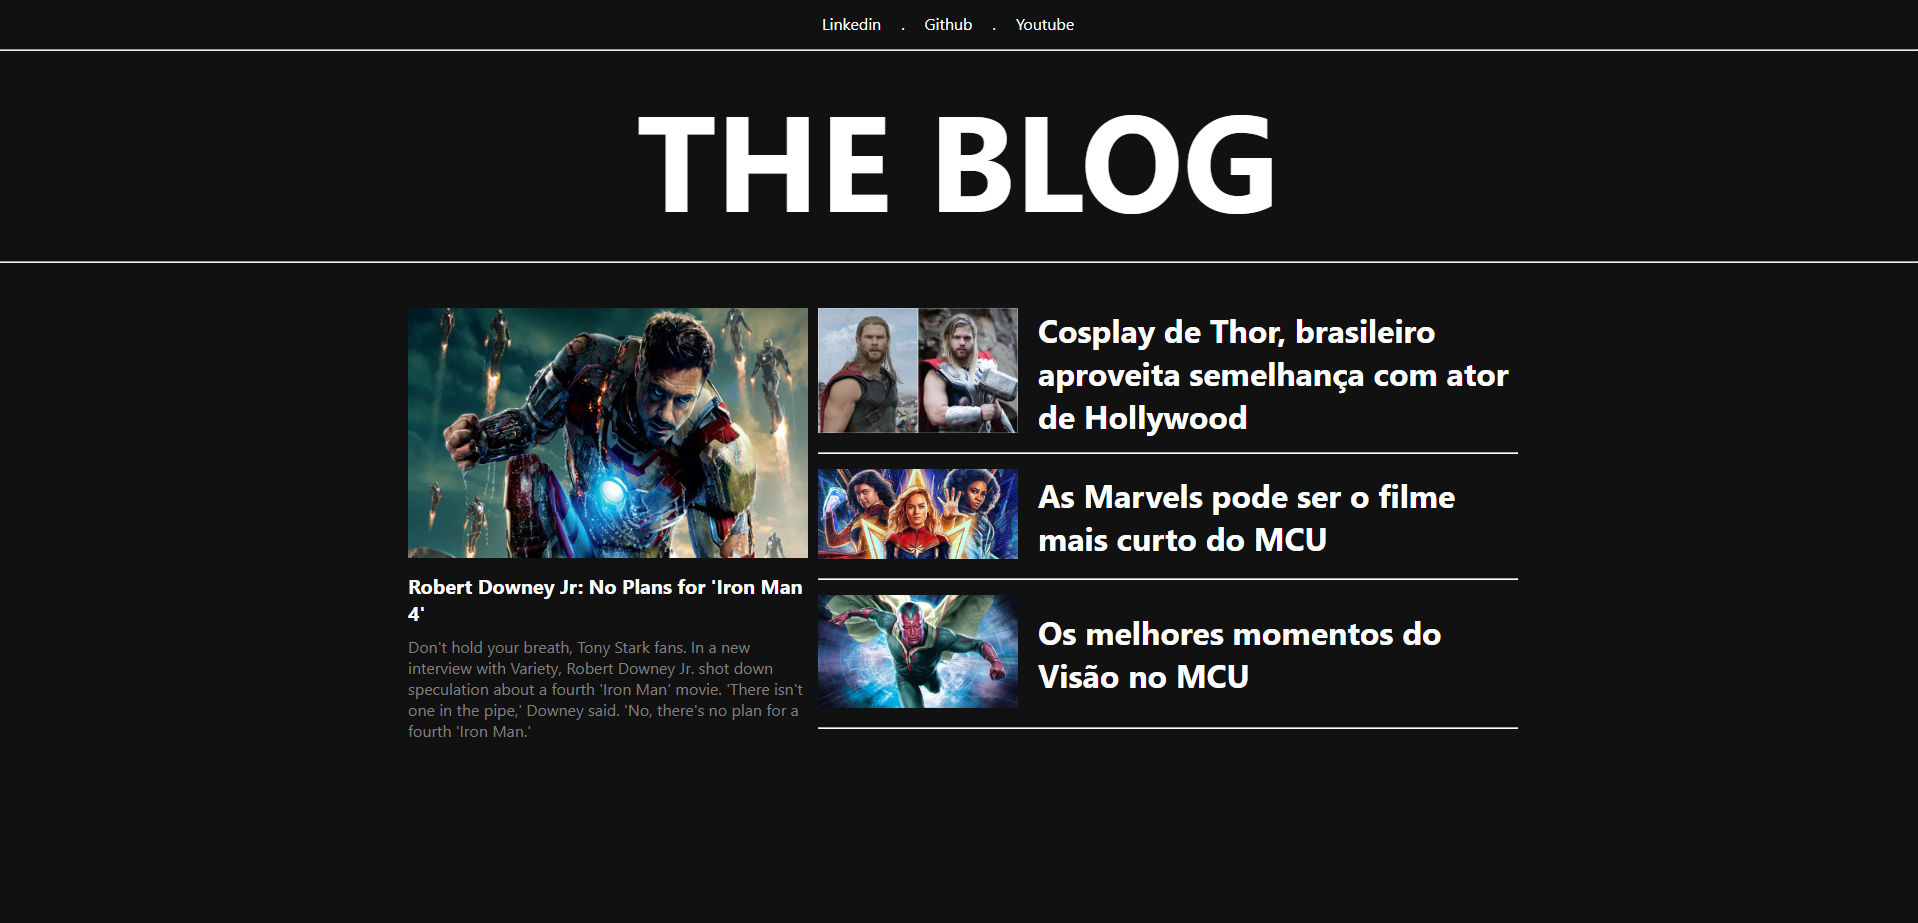 Linkedin . Github . Youtube
THE BLOG
Robert Downey Jr: No Plans for 'Iron Man
4'
Don't hold your breath, Tony Stark fans. In a new
interview with Variety, Robert Downey Jr. shot down
speculation about a fourth 'Iron Man' movie. 'There isn't
one in the pipe,' Downey said. 'No, there's no plan for a
fourth 'Iron Man.'
Cosplay de Thor, brasileiro
aproveita semelhança com ator
de Hollywood
As Marvels pode ser o filme
mais curto do MCU
Os melhores momentos do
Visão no MCU